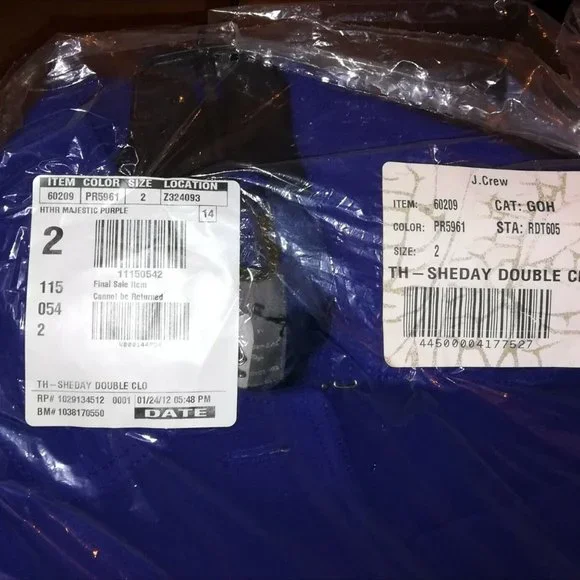 ITEM COLOR SIZE LOCATION
60209 PR5961 2 Z324093
HTHR MAJESTIC PURPLE 14
2
11150542
115
054
2
Final Sale Item
Cannot be Returned
TH-SHEDAY DOUBLE CLO
RP# 1029134512 0001 01/24/12 05:48 PM
BM# 1038170550 DATE
J.Crew
ITEM: 60209 CAT: GOH
COLOR: PR5961 STA: RDT605
SIZE: 2
TH-SHEDAY DOUBLE CL
44500004177527